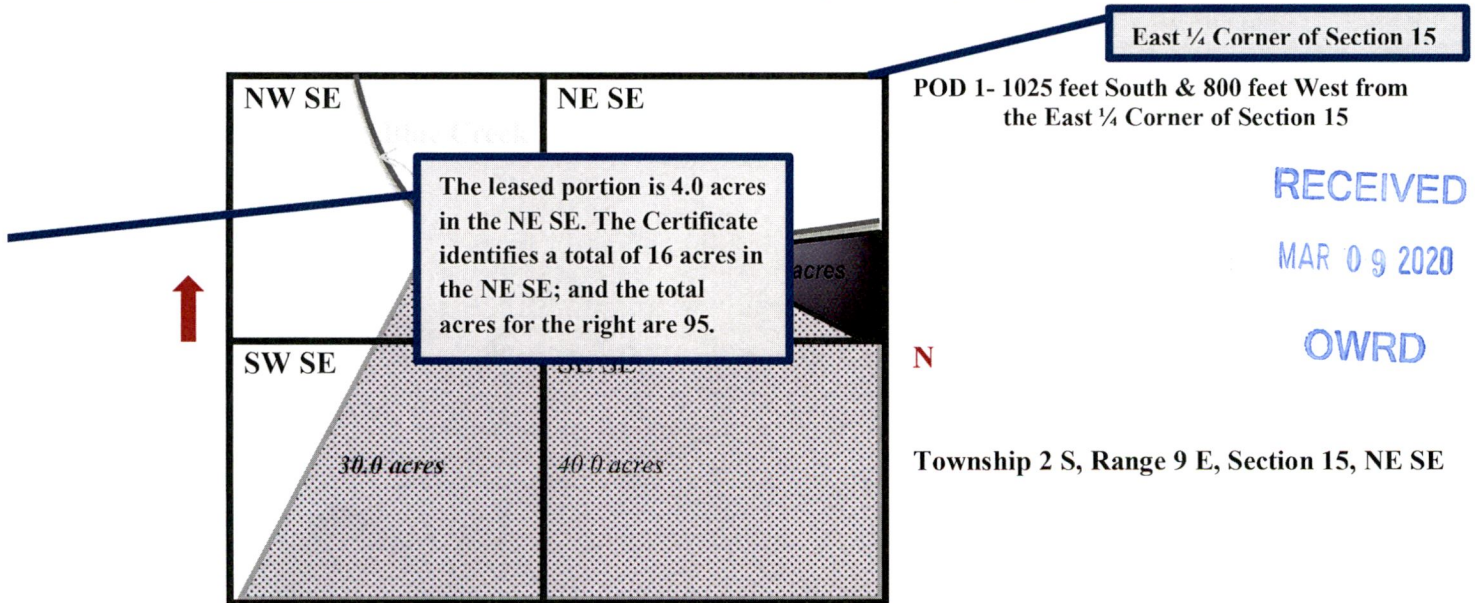 East ¼ Corner of Section 15
POD 1- 1025 feet South & 800 feet West from
the East ¼ Corner of Section 15
NW SE
NE SE
Blue Creek
The leased portion is 4.0 acres
in the NE SE. The Certificate
identifies a total of 16 acres in
the NE SE; and the total
acres for the right are 95.
acres
RECEIVED
MAR 09 2020
OWRD
SW SE
SE SE
N
30.0 acres
40.0 acres
Township 2 S, Range 9 E, Section 15, NE SE